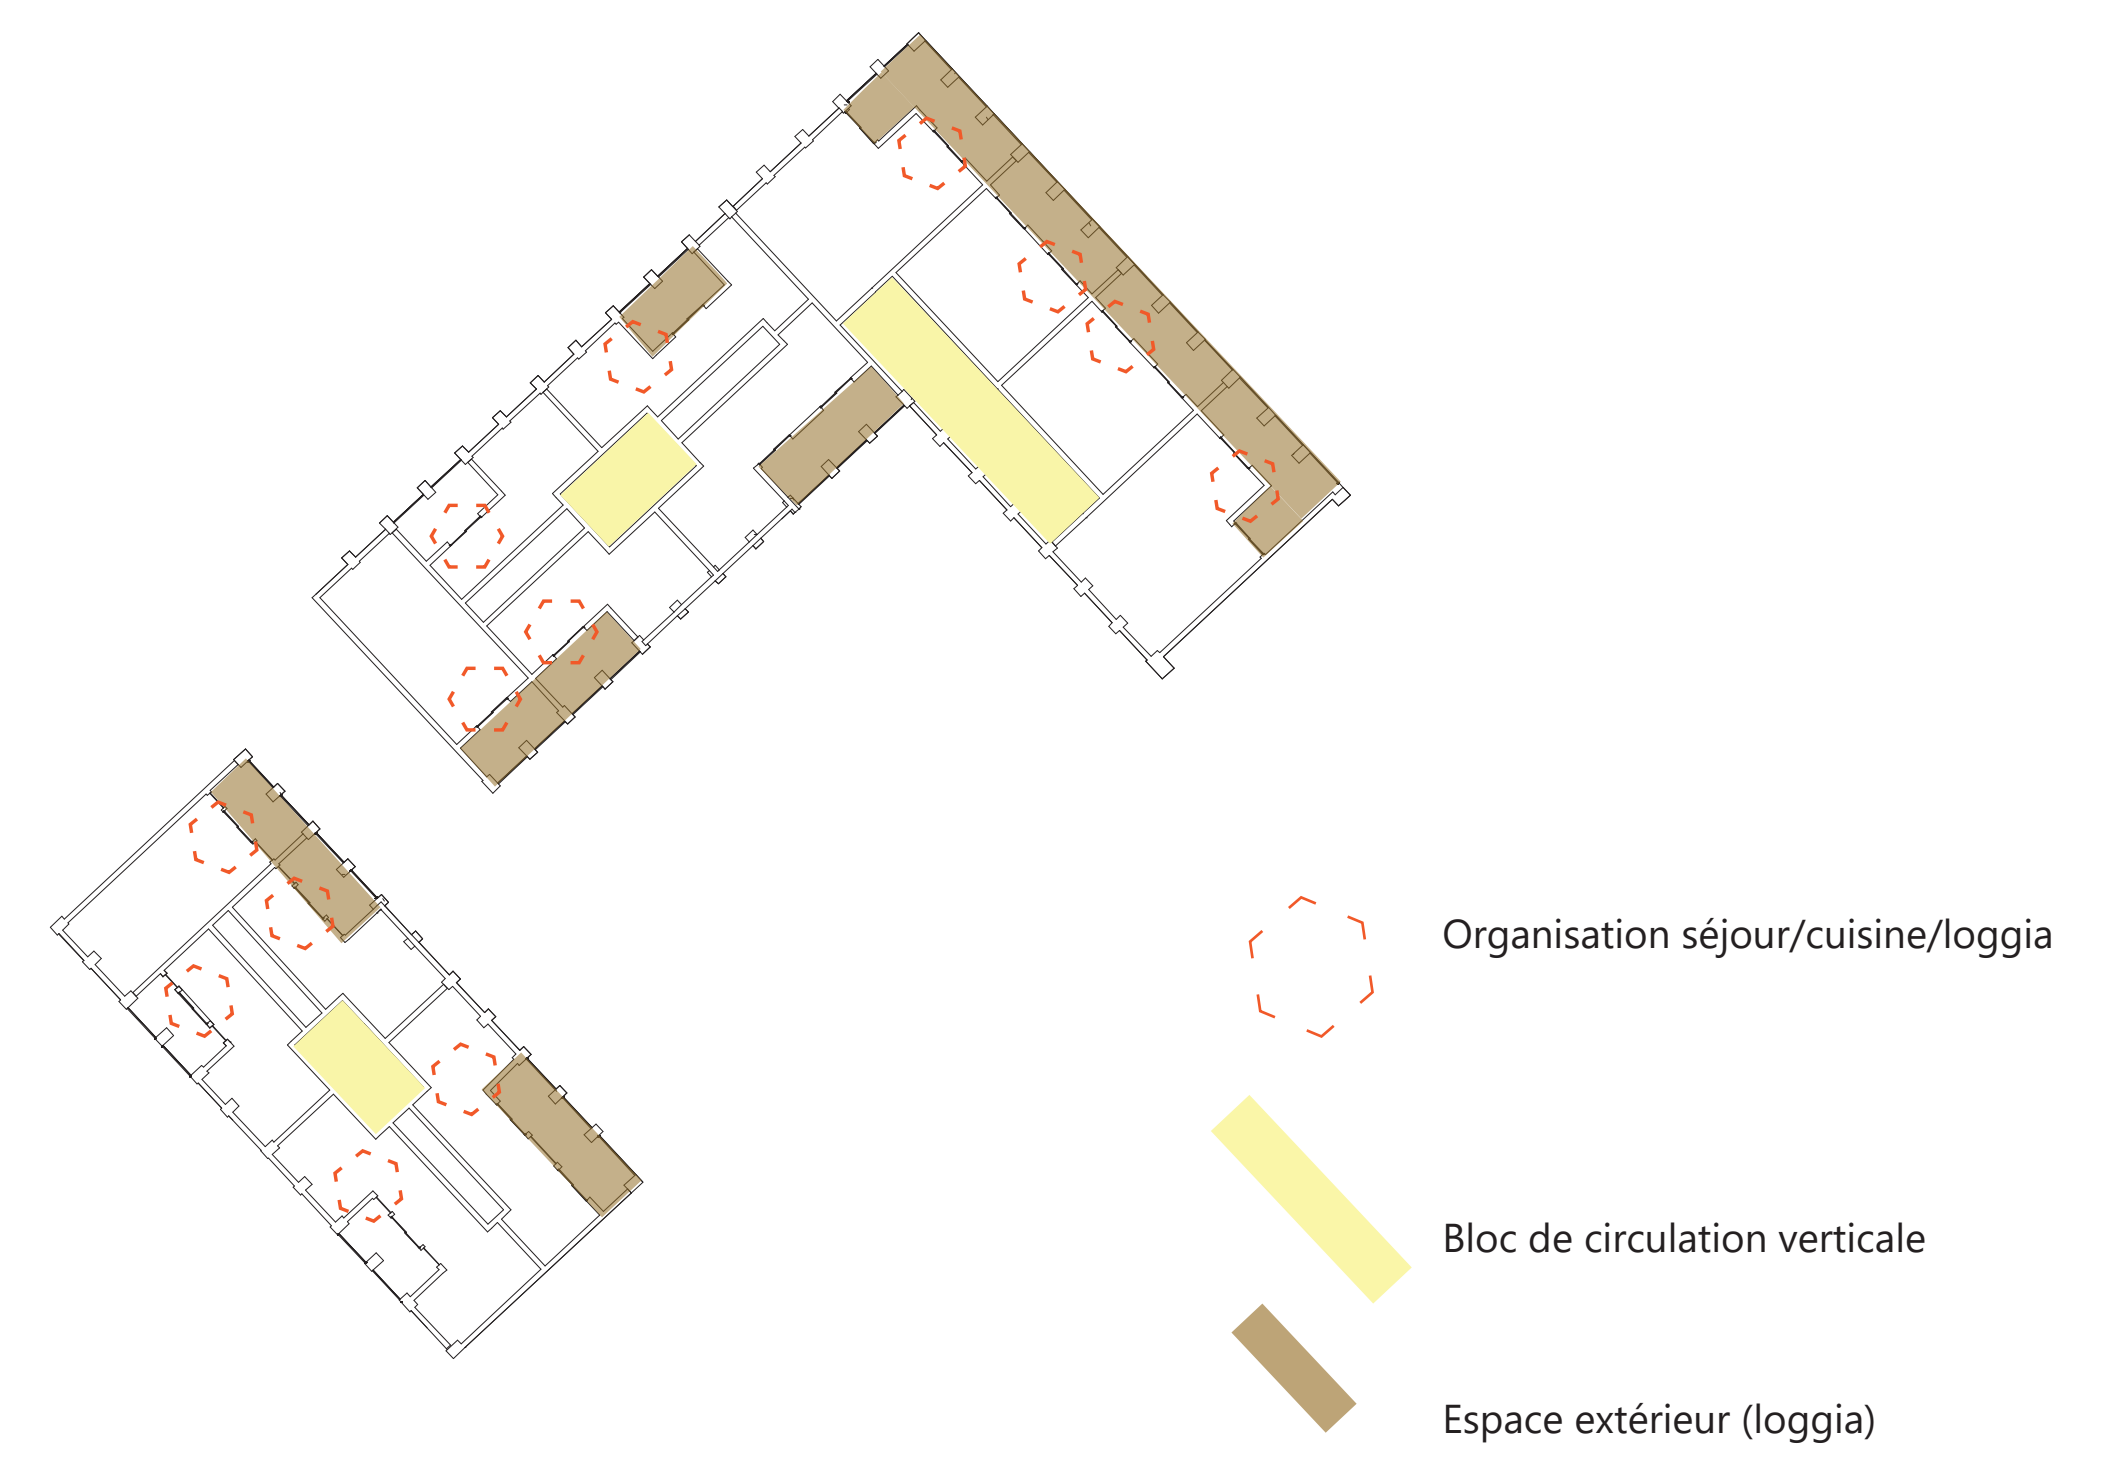 Organisation séjour/cuisine/loggia
Bloc de circulation verticale
Espace extérieur (loggia)